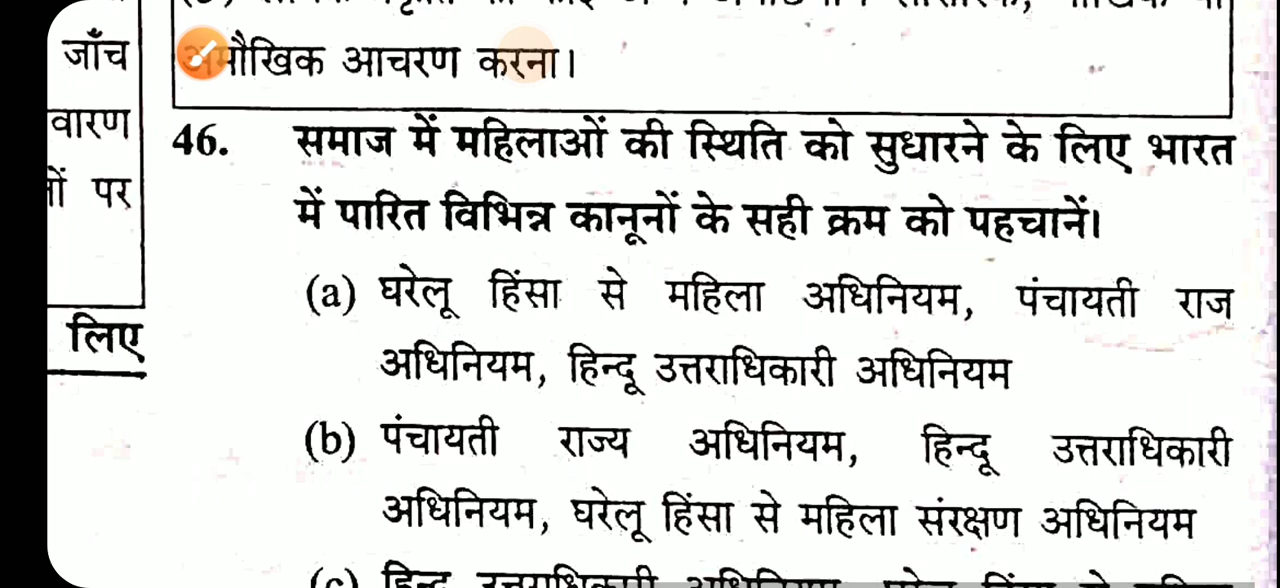 जाँच
वारण
पर
लिए
मौखिक आचरण करना।
46. समाज में महिलाओं की स्थिति को सुधारने के लिए भारत
में पारित विभिन्न कानूनों के सही क्रम को पहचानें।
(a) घरेलू हिंसा से महिला अधिनियम, पंचायती राज
अधिनियम, हिन्दू उत्तराधिकारी अधिनियम
(b) पंचायती राज्य अधिनियम, हिन्दू उत्तराधिकारी
अधिनियम, घरेलू हिंसा से महिला संरक्षण अधिनियम